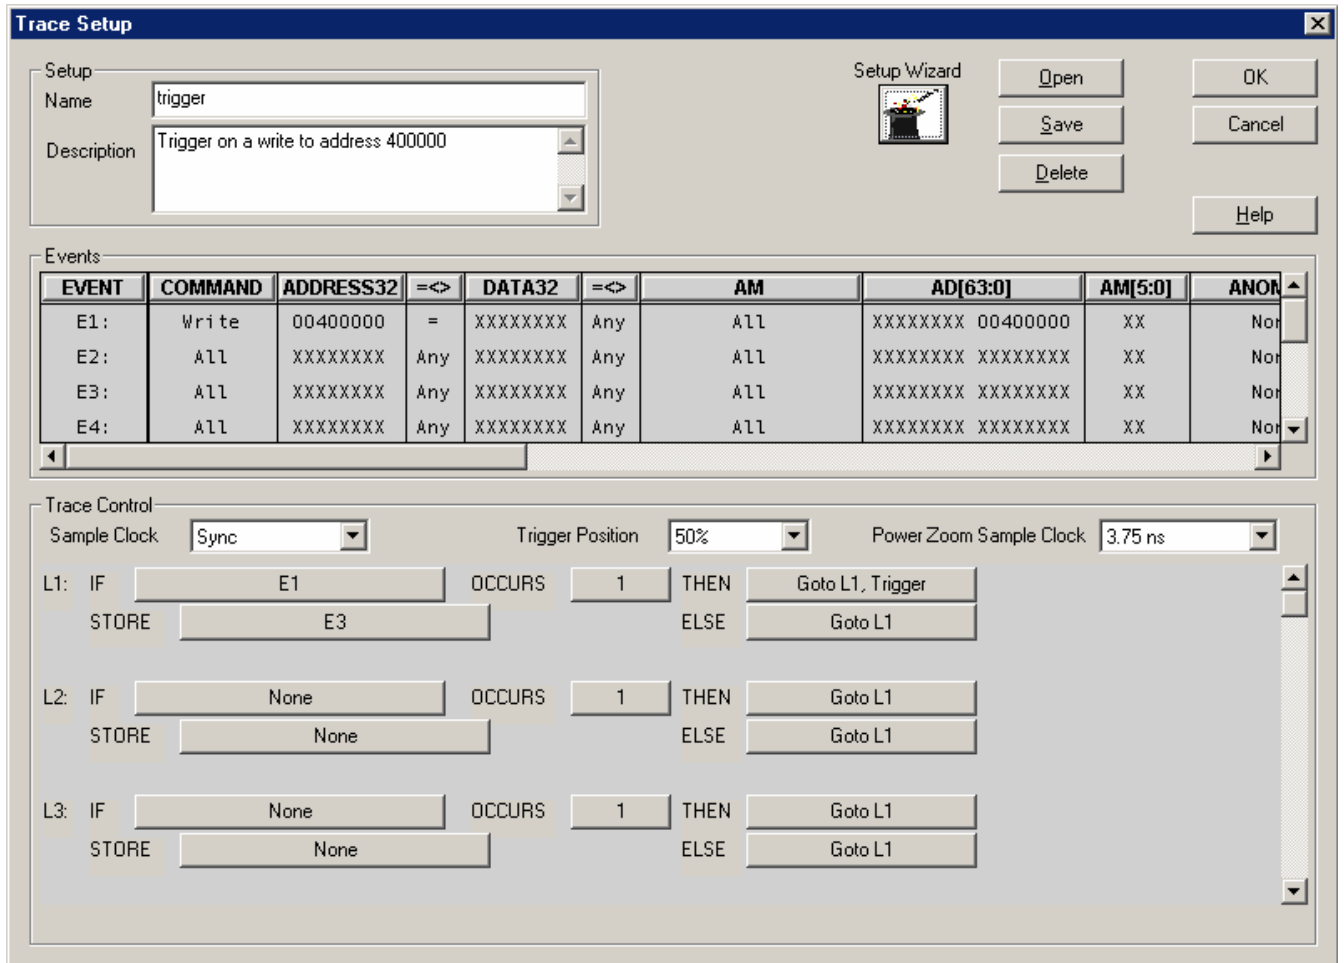 Trace Setup
Setup
Name trigger
Description Trigger on a write to address 400000
Setup Wizard
Open
Save
Delete
OK
Cancel
Help
Events
EVENT COMMAND ADDRESS32 =<> DATA32 =<> AM AD[63:0] AM[5:0] ANOM
E1: Write 00400000 = XXXXXXXX Any All XXXXXXXX 00400000 XX Nor
E2: All XXXXXXXX Any XXXXXXXX Any All XXXXXXXX XXXXXXXX XX Nor
E3: All XXXXXXXX Any XXXXXXXX Any All XXXXXXXX XXXXXXXX XX Nor
E4: All XXXXXXXX Any XXXXXXXX Any All XXXXXXXX XXXXXXXX XX Nor
Trace Control
Sample Clock Sync Trigger Position 50% Power Zoom Sample Clock 3.75 ns
L1: IF E1 OCCURS 1 THEN Goto L1, Trigger
STORE E3 ELSE Goto L1
L2: IF None OCCURS 1 THEN Goto L1
STORE None ELSE Goto L1
L3: IF None OCCURS 1 THEN Goto L1
STORE None ELSE Goto L1